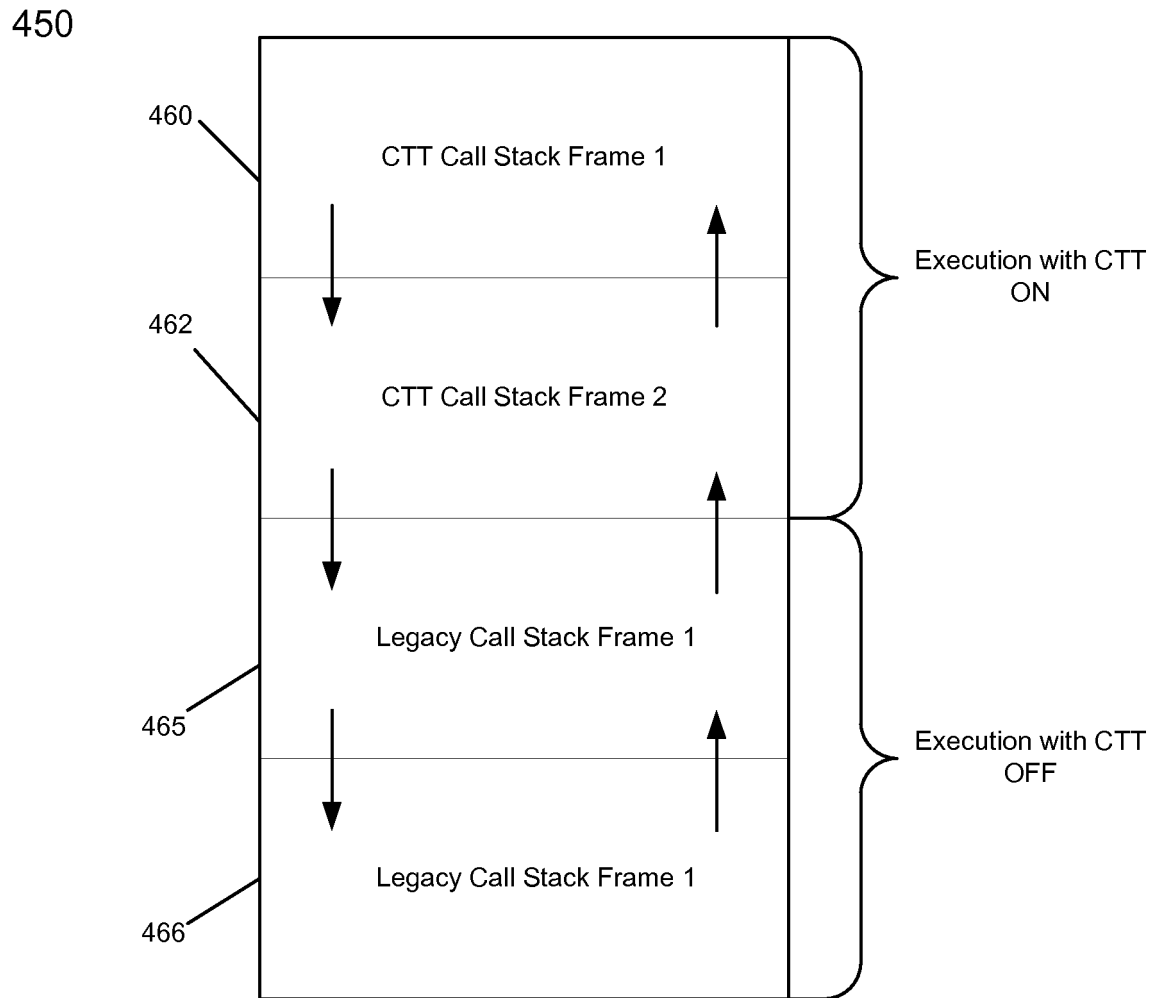 450
460
CTT Call Stack Frame 1
Execution with CTT
ON
462
CTT Call Stack Frame 2
Legacy Call Stack Frame 1
465
Execution with CTT
OFF
Legacy Call Stack Frame 1
466